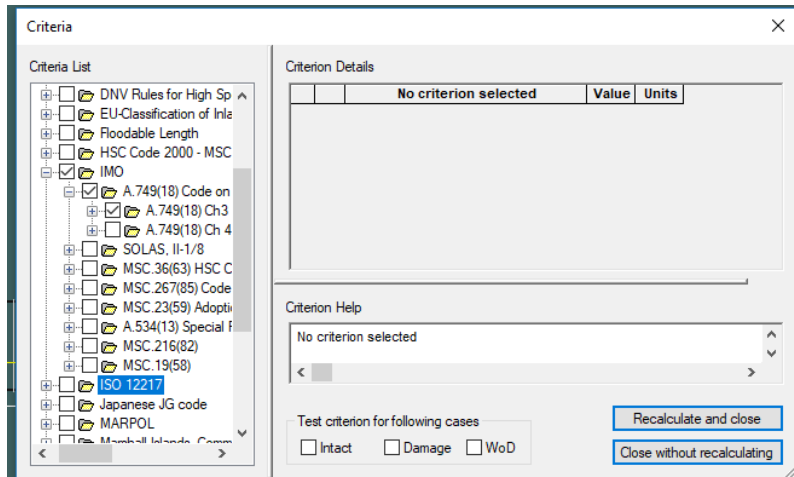 Criteria
Criteria List
DNV Rules for High Sp
EU-Classification of Inla
Floodable Length
HSC Code 2000 - MSC
IMO
A.749(18) Code on
A.749(18) Ch3
A.749(18) Ch 4
SOLAS, II-1/8
MSC.36(63) HSC C
MSC.267(85) Code
MSC.23(59) Adopti
A.534(13) Special F
MSC.216(82)
MSC.19(58)
ISO 12217
Japanese JG code
MARPOL
Criterion Details
No criterion selected Value Units
Criterion Help
No criterion selected
Test criterion for following cases
Intact Damage WoD
Recalculate and close
Close without recalculating